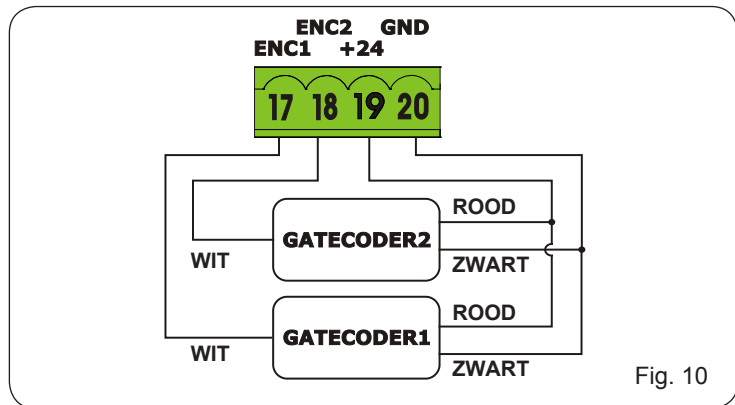 ENC2 GND
ENC1 +24
17 18 19 20
ROOD
GATECODER2
WIT
ZWART
ROOD
GATECODER1
WIT
ZWART
Fig. 10